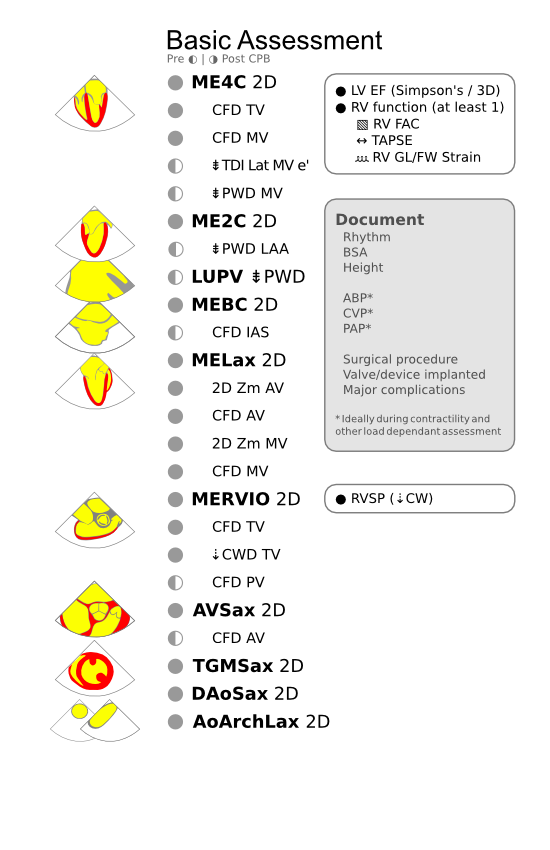 Basic Assessment
Pre ◐ | ◑ Post CPB
● ME4C 2D
● CFD TV
● CFD MV
◐ ⇟TDI Lat MV e'
◐ ⇟PWD MV
● ME2C 2D
◐ ⇟PWD LAA
◐ LUPV ⇟PWD
● MEBC 2D
◐ CFD IAS
● MELax 2D
● 2D Zm AV
● CFD AV
● 2D Zm MV
● CFD MV
● MERVIO 2D
● CFD TV
● ⇣CWD TV
◐ CFD PV
● AVSax 2D
◐ CFD AV
● TGMSax 2D
● DAoSax 2D
● AoArchLax 2D
● LV EF (Simpson's / 3D)
● RV function (at least 1)
▧ RV FAC
↔ TAPSE
⅏ RV GL/FW Strain
Document
Rhythm
BSA
Height
ABP*
CVP*
PAP*
Surgical procedure
Valve/device implanted
Major complications
* Ideally during contractility and
other load dependant assessment
● RVSP (⇣CW)